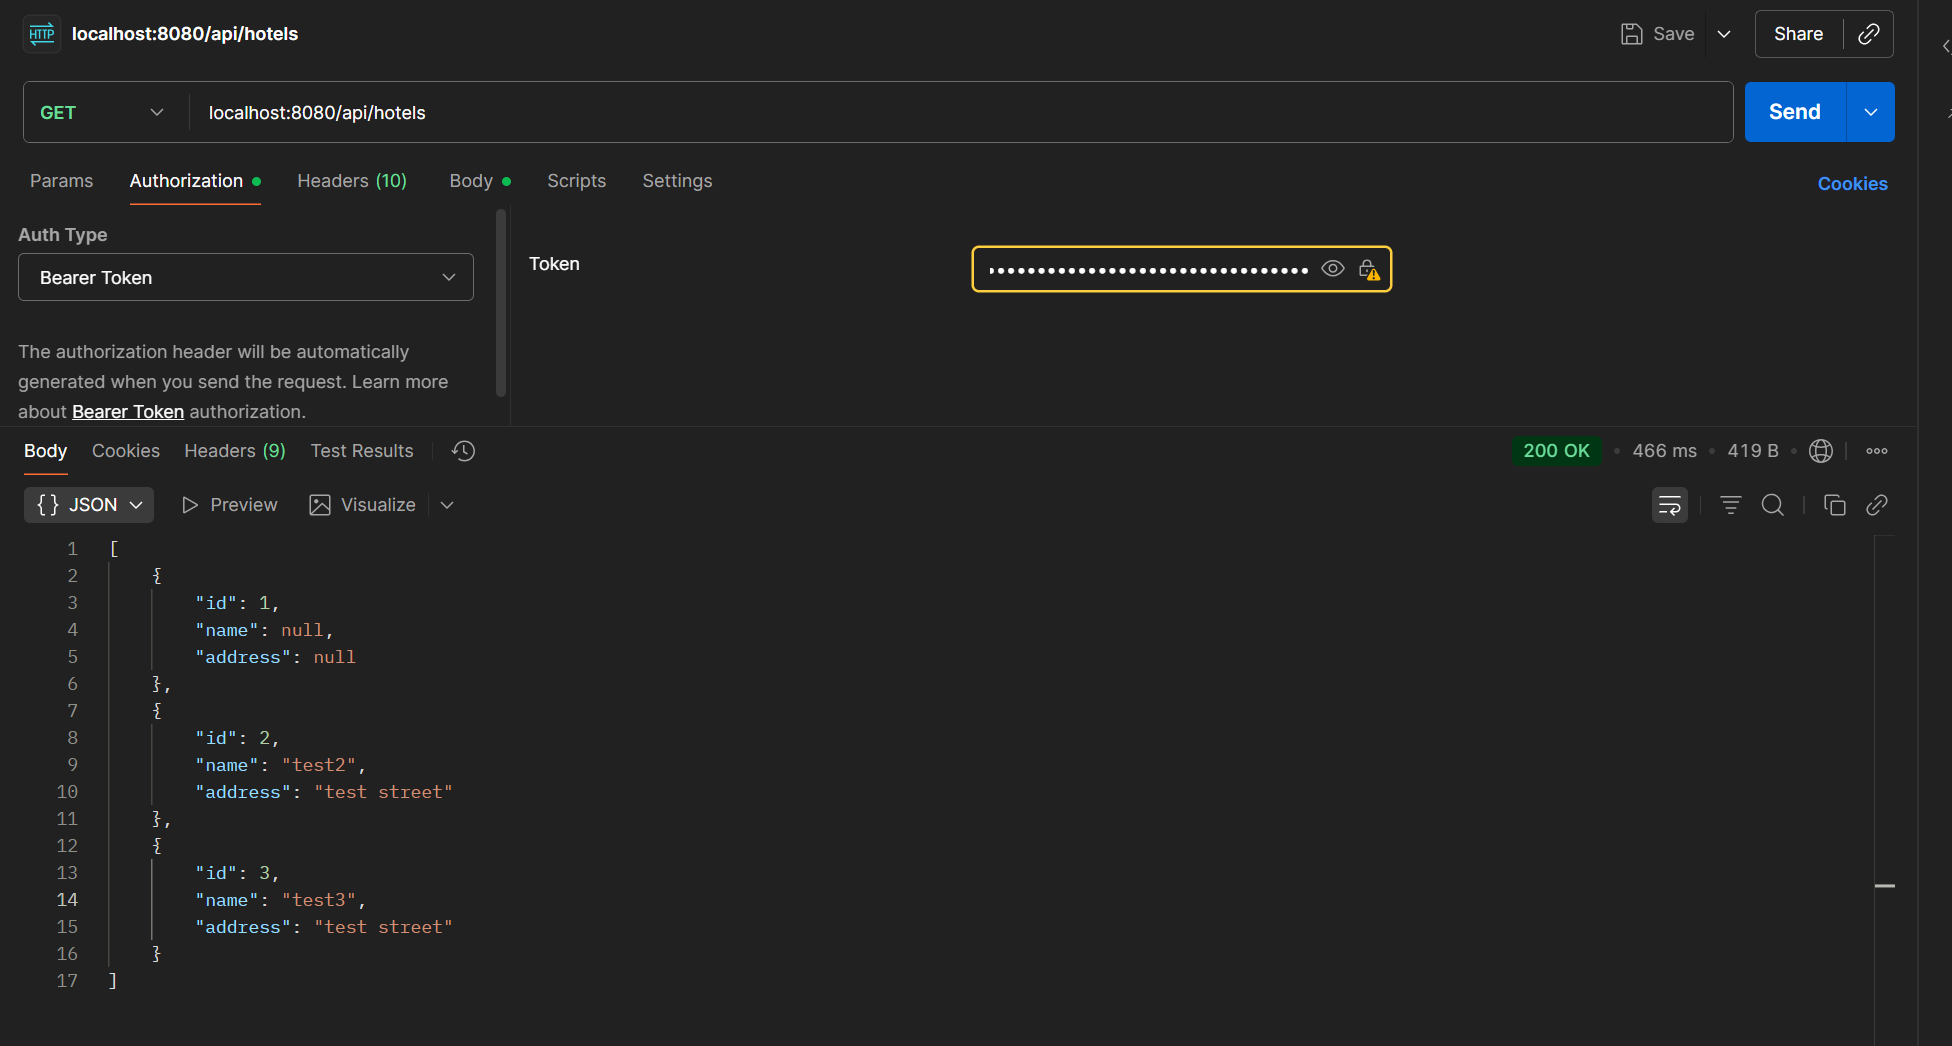 HTTP localhost:8080/api/hotels Save Share
GET localhost:8080/api/hotels Send
Params Authorization Headers (10) Body Scripts Settings Cookies
Auth Type
Bearer Token
Token ••••••••••••••••••••••••••••••••
The authorization header will be automatically
generated when you send the request. Learn more
about Bearer Token authorization.
Body Cookies Headers (9) Test Results 200 OK • 466 ms • 419 B •
{} JSON Preview Visualize
1 [
2 {
3 "id": 1,
4 "name": null,
5 "address": null
6 },
7 {
8 "id": 2,
9 "name": "test2",
10 "address": "test street"
11 },
12 {
13 "id": 3,
14 "name": "test3",
15 "address": "test street"
16 }
17 ]